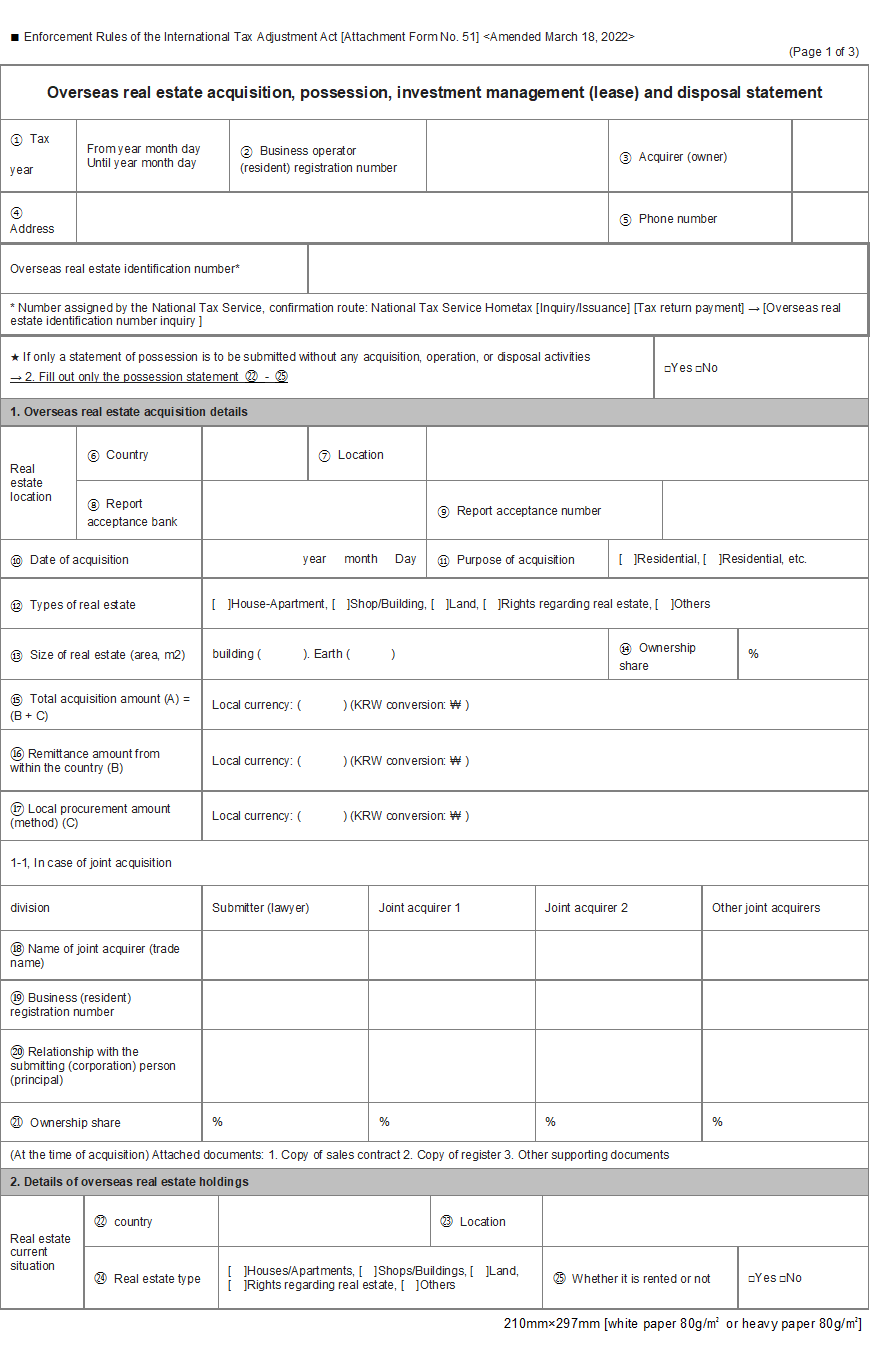 ■ Enforcement Rules of the International Tax Adjustment Act [Attachment Form No. 51] <Amended March 18, 2022>
(Page 1 of 3)
Overseas real estate acquisition, possession, investment management (lease) and disposal statement
① Tax
year
From year month day
Until year month day
② Business operator
(resident) registration number
③ Acquirer (owner)
④
Address
⑤ Phone number
Overseas real estate identification number*
* Number assigned by the National Tax Service, confirmation route: National Tax Service Hometax [Inquiry/Issuance] [Tax return payment] → [Overseas real
estate identification number inquiry ]
★ If only a statement of possession is to be submitted without any acquisition, operation, or disposal activities
→ 2. Fill out only the possession statement ㉒ - ㉕
□Yes □No
1. Overseas real estate acquisition details
Real
estate
location
⑥ Country
⑦ Location
⑧ Report
acceptance bank
⑨ Report acceptance number
⑩ Date of acquisition
year month Day
⑪ Purpose of acquisition
[ ]Residential, [ ]Residential, etc.
⑫ Types of real estate
[ ]House-Apartment, [ ]Shop/Building, [ ]Land, [ ]Rights regarding real estate, [ ]Others
⑬ Size of real estate (area, m2)
building ( ). Earth ( )
⑭ Ownership
share
%
⑮ Total acquisition amount (A) =
(B + C)
Local currency: ( ) (KRW conversion: ₩ )
⑯ Remittance amount from
within the country (B)
Local currency: ( ) (KRW conversion: ₩ )
⑰ Local procurement amount
(method) (C)
Local currency: ( ) (KRW conversion: ₩ )
1-1, In case of joint acquisition
division
Submitter (lawyer)
Joint acquirer 1
Joint acquirer 2
Other joint acquirers
⑱ Name of joint acquirer (trade
name)
⑲ Business (resident)
registration number
⑳ Relationship with the
submitting (corporation) person
(principal)
㉑ Ownership share
%
%
%
%
(At the time of acquisition) Attached documents: 1. Copy of sales contract 2. Copy of register 3. Other supporting documents
2. Details of overseas real estate holdings
Real estate
current
situation
㉒ country
㉓ Location
㉔ Real estate type
[ ]Houses/Apartments, [ ]Shops/Buildings, [ ]Land,
[ ]Rights regarding real estate, [ ]Others
㉕ Whether it is rented or not
□Yes □No
210mm×297mm [white paper 80g/㎡ or heavy paper 80g/㎡]